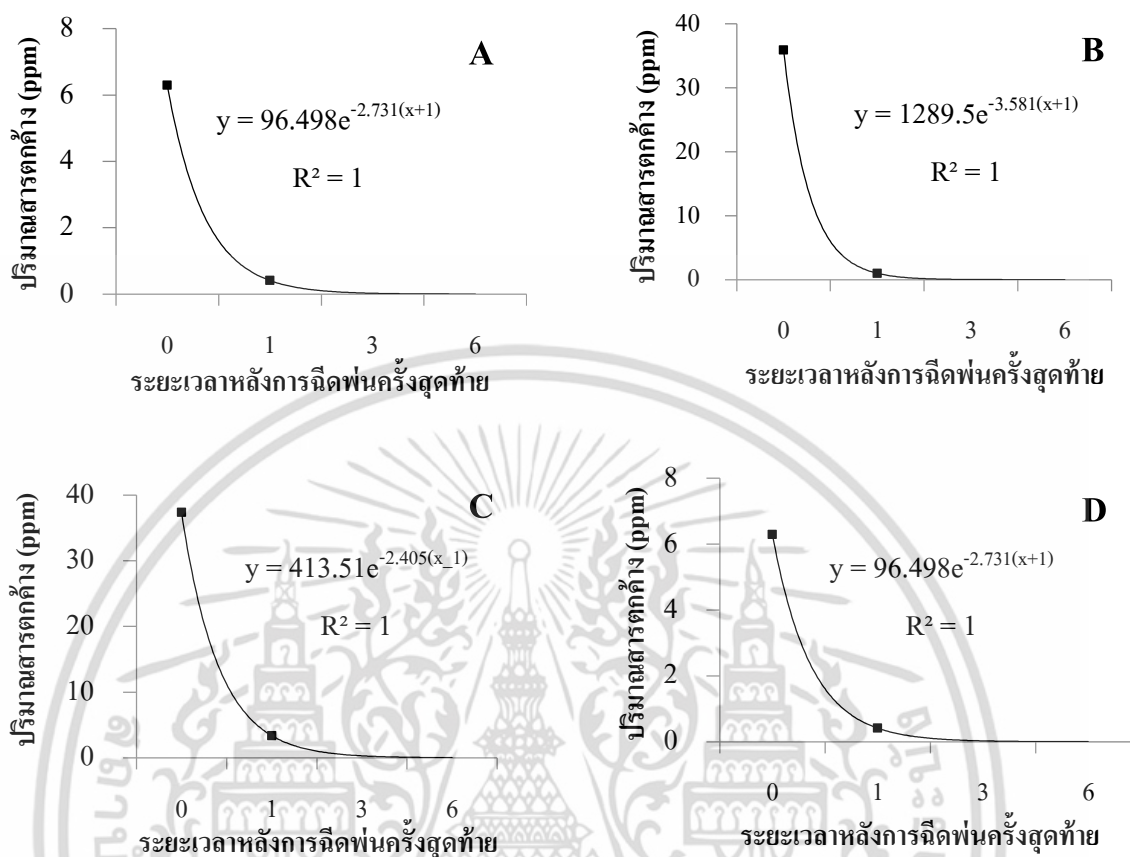 A
ปริมาณสารตกค้าง (ppm)
8
6
4
2
0
y = 96.498e^-2.731(x+1)
R² = 1
0 1 3 6
ระยะเวลาหลังการฉีดพ่นครั้งสุดท้าย
B
ปริมาณสารตกค้าง (ppm)
40
30
20
10
0
y = 1289.5e^-3.581(x+1)
R² = 1
0 1 3 6
ระยะเวลาหลังการฉีดพ่นครั้งสุดท้าย
C
ปริมาณสารตกค้าง (ppm)
40
30
20
10
0
y = 413.51e^-2.405(x_1)
R² = 1
0 1 3 6
ระยะเวลาหลังการฉีดพ่นครั้งสุดท้าย
D
ปริมาณสารตกค้าง (ppm)
8
6
4
2
0
y = 96.498e^-2.731(x+1)
R² = 1
0 1 3 6
ระยะเวลาหลังการฉีดพ่นครั้งสุดท้าย